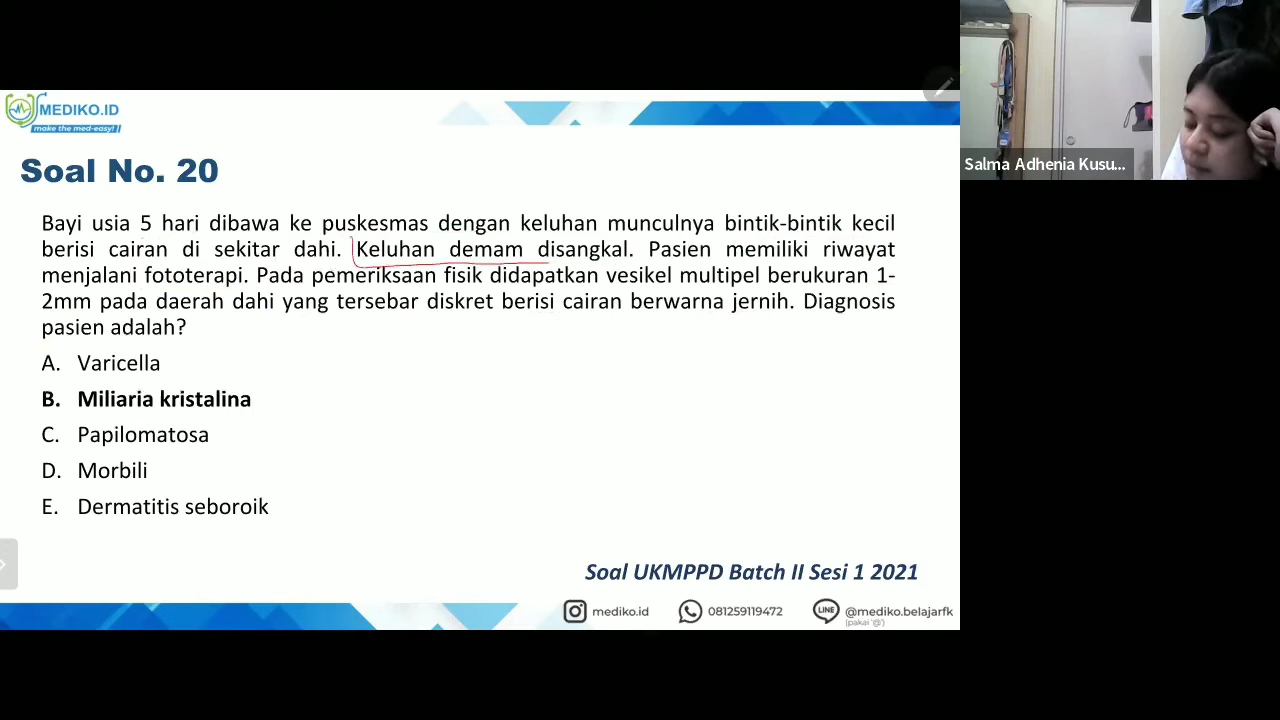 MEDIKO.ID
make the med-easy!
Soal No. 20
Salma Adhenia Kusu...
Bayi usia 5 hari dibawa ke puskesmas dengan keluhan munculnya bintik-bintik kecil
berisi cairan di sekitar dahi. Keluhan demam disangkal. Pasien memiliki riwayat
menjalani fototerapi. Pada pemeriksaan fisik didapatkan vesikel multipel berukuran 1-
2mm pada daerah dahi yang tersebar diskret berisi cairan berwarna jernih. Diagnosis
pasien adalah?
A. Varicella
B. Miliaria kristalina
C. Papilomatosa
D. Morbili
E. Dermatitis seboroik
Soal UKMPPD Batch II Sesi 1 2021
mediko.id
081259119472
LINE
@mediko.belajarfk
(pakai '@')